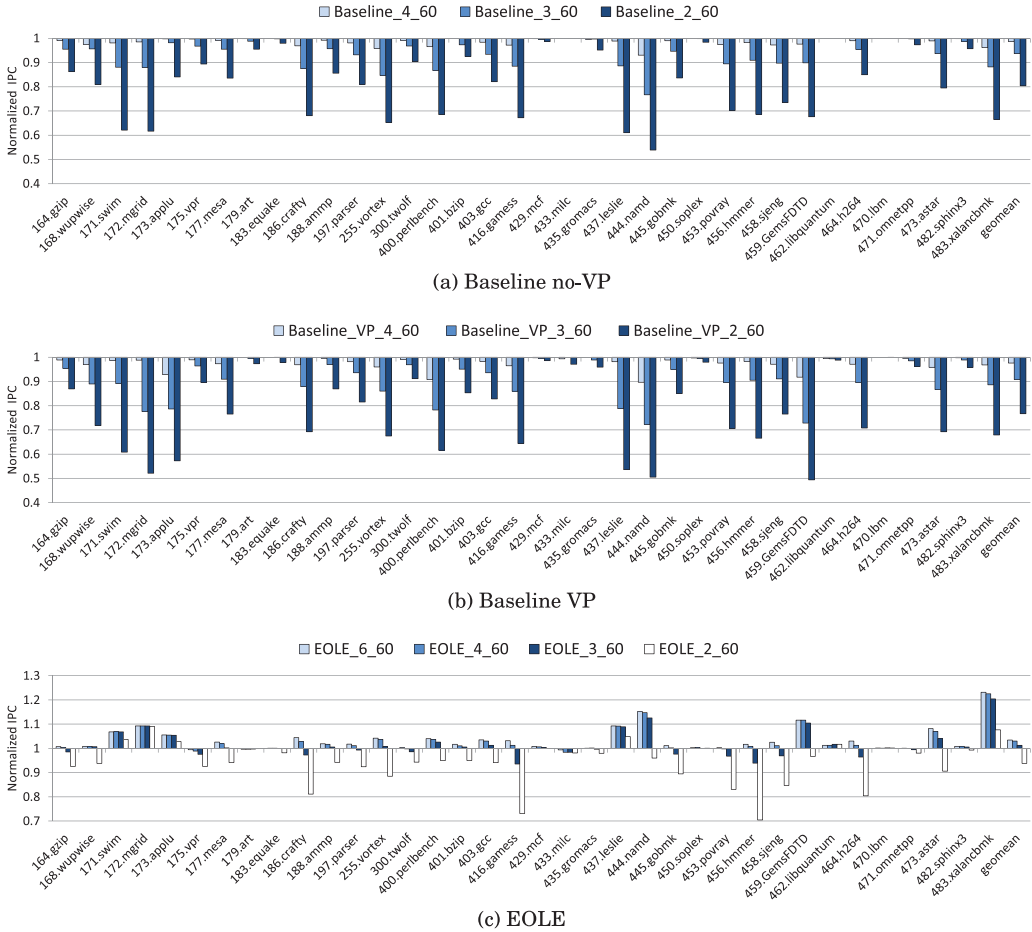 Baseline_4_60 Baseline_3_60 Baseline_2_60
Normalized IPC
1
0.9
0.8
0.7
0.6
0.5
0.4
164.gzip
168.wupwise
171.swim
172.mgrid
173.applu
175.vpr
177.mesa
179.art
183.equake
186.crafty
188.ammp
197.parser
255.vortex
300.twolf
400.perlbench
401.bzip
403.gcc
416.gamess
429.mcf
433.milc
435.gromacs
437.leslie
444.namd
445.gobmk
450.soplex
453.povray
456.hmmer
458.sjeng
459.GemsFDTD
462.libquantum
464.h264
470.lbm
471.omnetpp
473.astar
482.sphinx3
483.xalancbmk
geomean
(a) Baseline no-VP
Baseline_VP_4_60 Baseline_VP_3_60 Baseline_VP_2_60
Normalized IPC
1
0.9
0.8
0.7
0.6
0.5
0.4
164.gzip
168.wupwise
171.swim
172.mgrid
173.applu
175.vpr
177.mesa
179.art
183.equake
186.crafty
188.ammp
197.parser
255.vortex
300.twolf
400.perlbench
401.bzip
403.gcc
416.gamess
429.mcf
433.milc
435.gromacs
437.leslie
444.namd
445.gobmk
450.soplex
453.povray
456.hmmer
458.sjeng
459.GemsFDTD
462.libquantum
464.h264
470.lbm
471.omnetpp
473.astar
482.sphinx3
483.xalancbmk
geomean
(b) Baseline VP
EOLE_6_60 EOLE_4_60 EOLE_3_60 EOLE_2_60
Normalized IPC
1.3
1.2
1.1
1
0.9
0.8
0.7
164.gzip
168.wupwise
171.swim
172.mgrid
173.applu
175.vpr
177.mesa
179.art
183.equake
186.crafty
188.ammp
197.parser
255.vortex
300.twolf
400.perlbench
401.bzip
403.gcc
416.gamess
429.mcf
433.milc
435.gromacs
437.leslie
444.namd
445.gobmk
450.soplex
453.povray
456.hmmer
458.sjeng
459.GemsFDTD
462.libquantum
464.h264
470.lbm
471.omnetpp
473.astar
482.sphinx3
483.xalancbmk
geomean
(c) EOLE